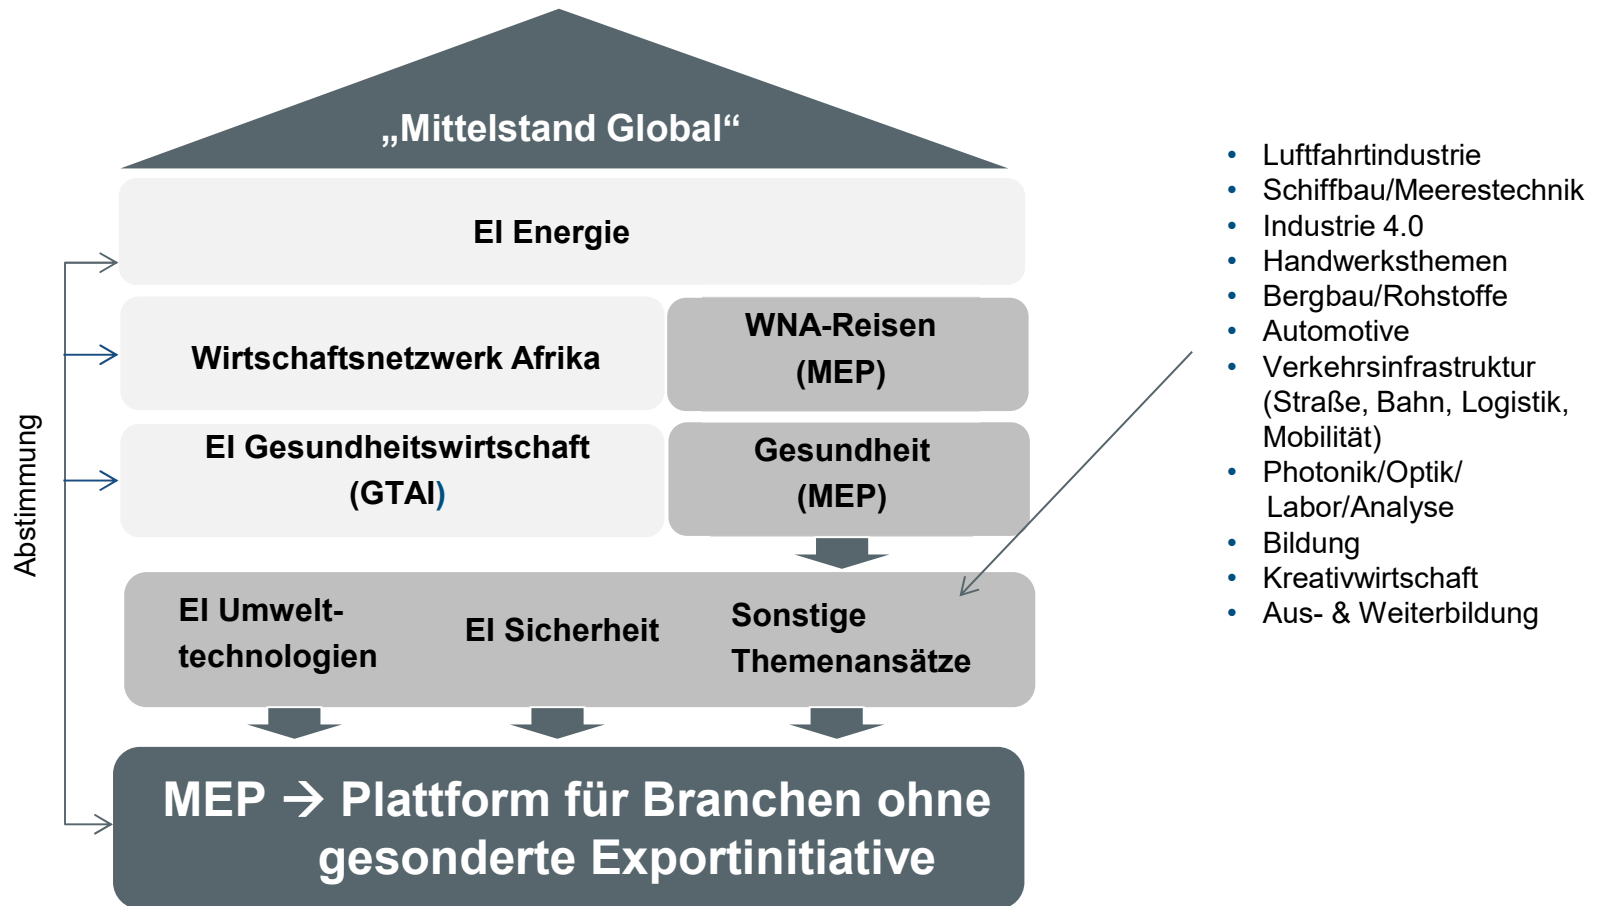 „Mittelstand Global“
EI Energie
Wirtschaftsnetzwerk Afrika
WNA-Reisen
(MEP)
EI Gesundheitswirtschaft
(GTAI)
Gesundheit
(MEP)
EI Umwelt-
technologien
EI Sicherheit
Sonstige
Themenansätze
MEP → Plattform für Branchen ohne
gesonderte Exportinitiative
Abstimmung
• Luftfahrtindustrie
• Schiffbau/Meerestechnik
• Industrie 4.0
• Handwerksthemen
• Bergbau/Rohstoffe
• Automotive
• Verkehrsinfrastruktur
(Straße, Bahn, Logistik,
Mobilität)
• Photonik/Optik/
Labor/Analyse
• Bildung
• Kreativwirtschaft
• Aus- & Weiterbildung